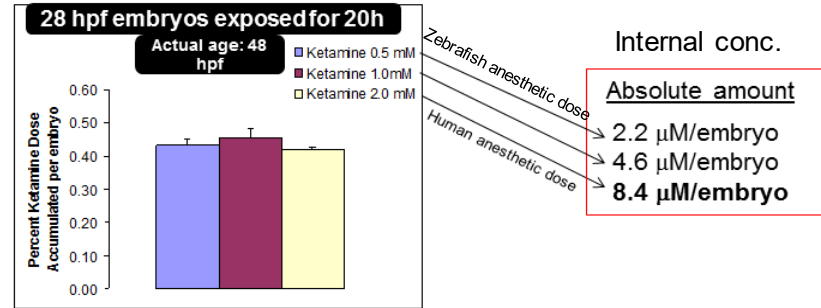 28 hpf embryos exposed for 20h
Actual age: 48
hpf
Ketamine 0.5 mM
Ketamine 1.0mM
Ketamine 2.0 mM
Percent Ketamine Dose
Accumulated per embryo
0.60
0.50
0.40
0.30
0.20
0.10
0.00
Zebrafish anesthetic dose
Human anesthetic dose
Internal conc.
Absolute amount
2.2 μM/embryo
4.6 μM/embryo
8.4 μM/embryo